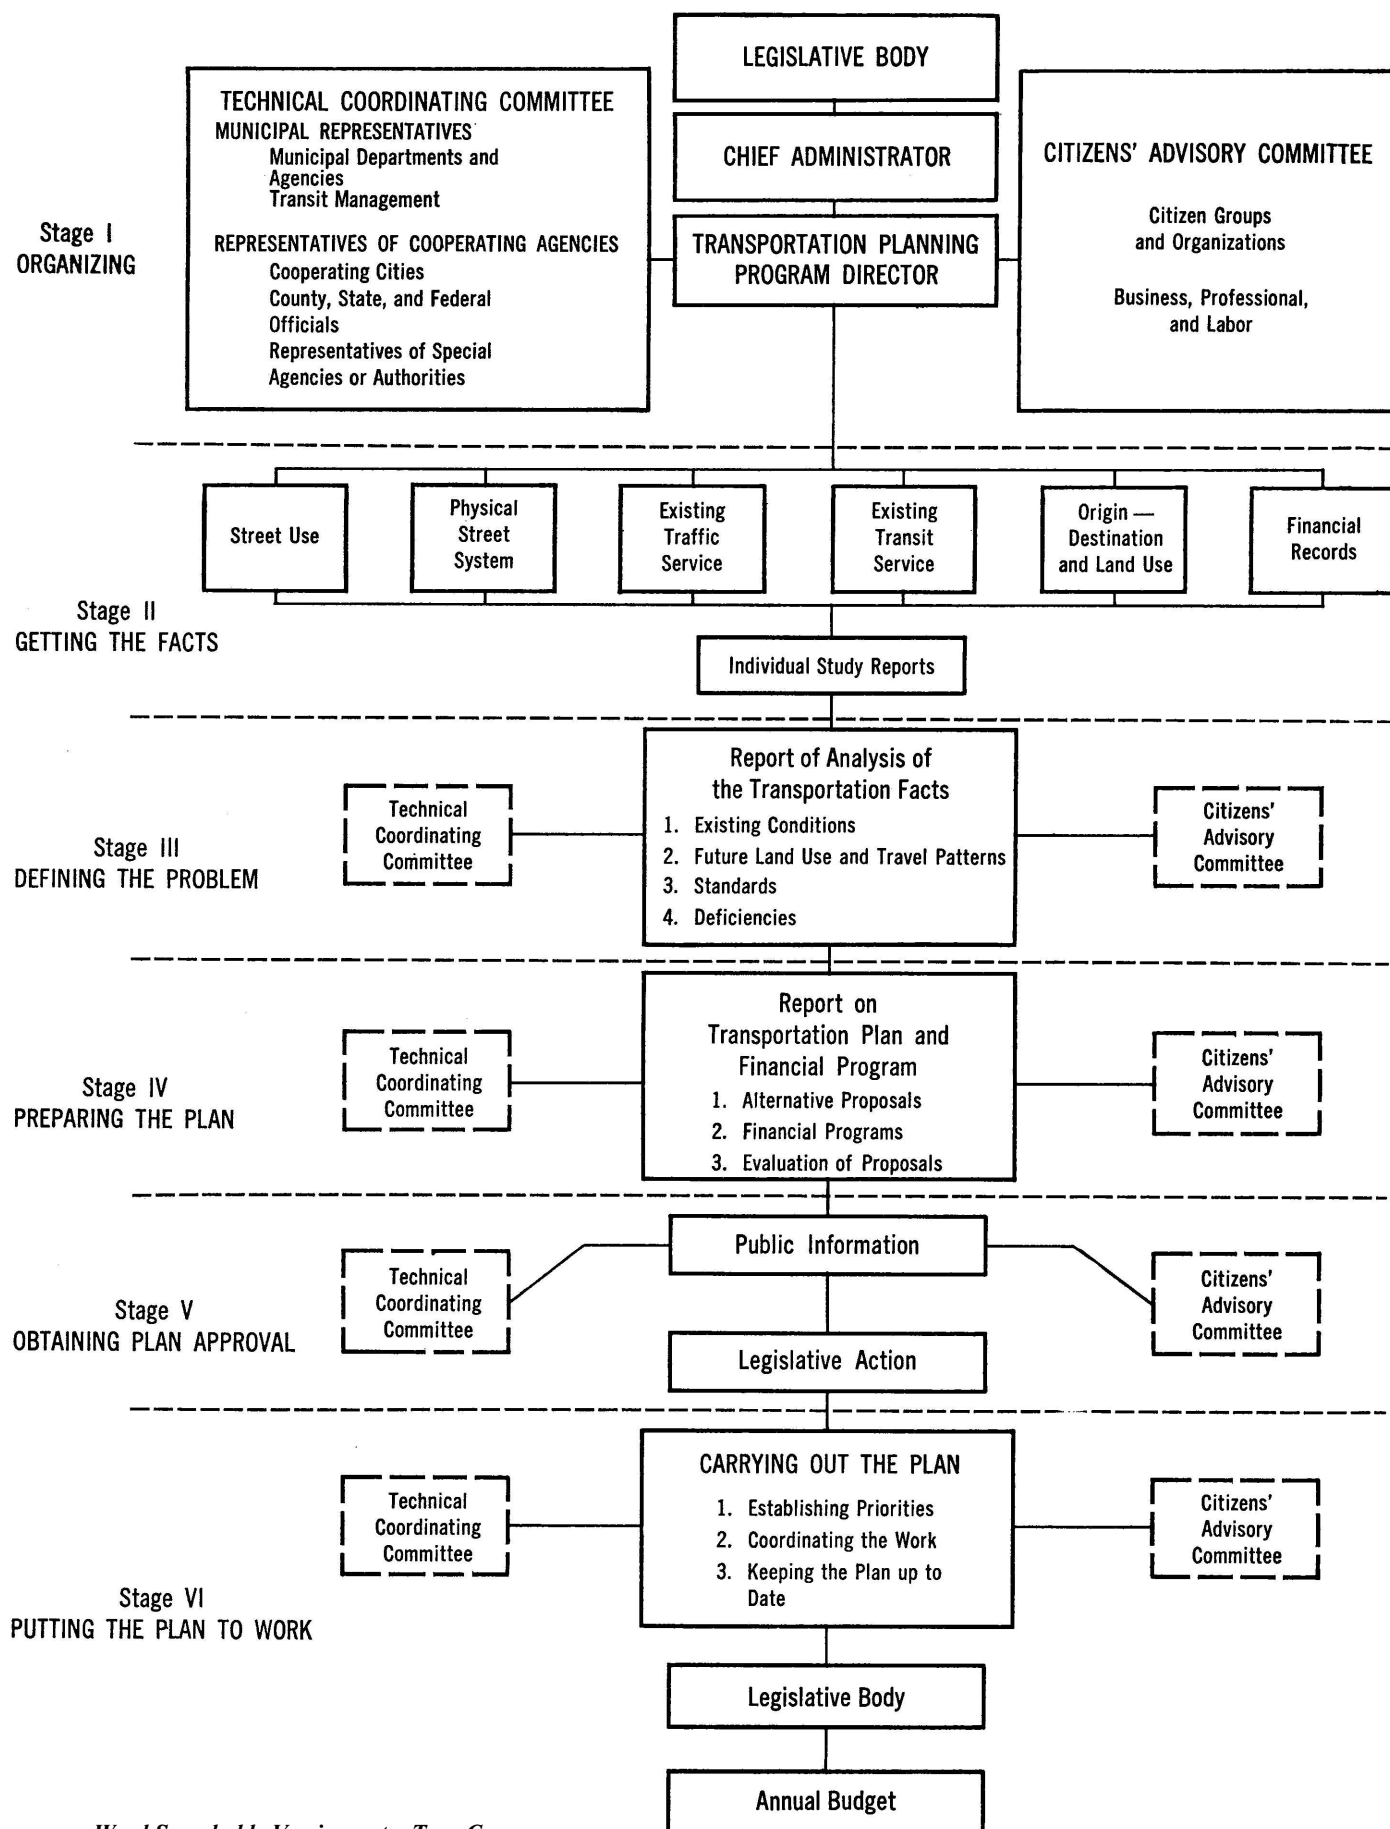 LEGISLATIVE BODY
TECHNICAL COORDINATING COMMITTEE
MUNICIPAL REPRESENTATIVES
Municipal Departments and
Agencies
Transit Management
REPRESENTATIVES OF COOPERATING AGENCIES
Cooperating Cities
County, State, and Federal
Officials
Representatives of Special
Agencies or Authorities
CHIEF ADMINISTRATOR
TRANSPORTATION PLANNING
PROGRAM DIRECTOR
CITIZENS' ADVISORY COMMITTEE
Citizen Groups
and Organizations
Business, Professional,
and Labor
Stage I
ORGANIZING
Street Use
Physical
Street
System
Existing
Traffic
Service
Existing
Transit
Service
Origin —
Destination
and Land Use
Financial
Records
Stage II
GETTING THE FACTS
Individual Study Reports
Stage III
DEFINING THE PROBLEM
Technical
Coordinating
Committee
Report of Analysis of
the Transportation Facts
1. Existing Conditions
2. Future Land Use and Travel Patterns
3. Standards
4. Deficiencies
Citizens'
Advisory
Committee
Stage IV
PREPARING THE PLAN
Technical
Coordinating
Committee
Report on
Transportation Plan and
Financial Program
1. Alternative Proposals
2. Financial Programs
3. Evaluation of Proposals
Citizens'
Advisory
Committee
Stage V
OBTAINING PLAN APPROVAL
Technical
Coordinating
Committee
Public Information
Legislative Action
Citizens'
Advisory
Committee
Stage VI
PUTTING THE PLAN TO WORK
Technical
Coordinating
Committee
CARRYING OUT THE PLAN
1. Establishing Priorities
2. Coordinating the Work
3. Keeping the Plan up to
Date
Citizens'
Advisory
Committee
Legislative Body
Annual Budget